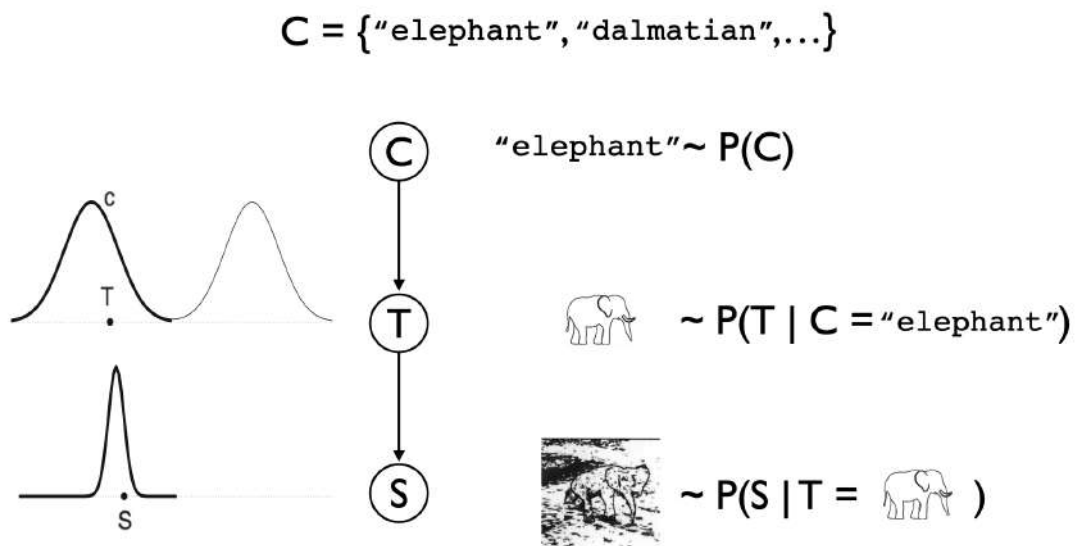 C = {"elephant", "dalmatian",...}
C "elephant" ~ P(C)
C
T
T ~ P(T | C = "elephant")
S ~ P(S | T = )
S